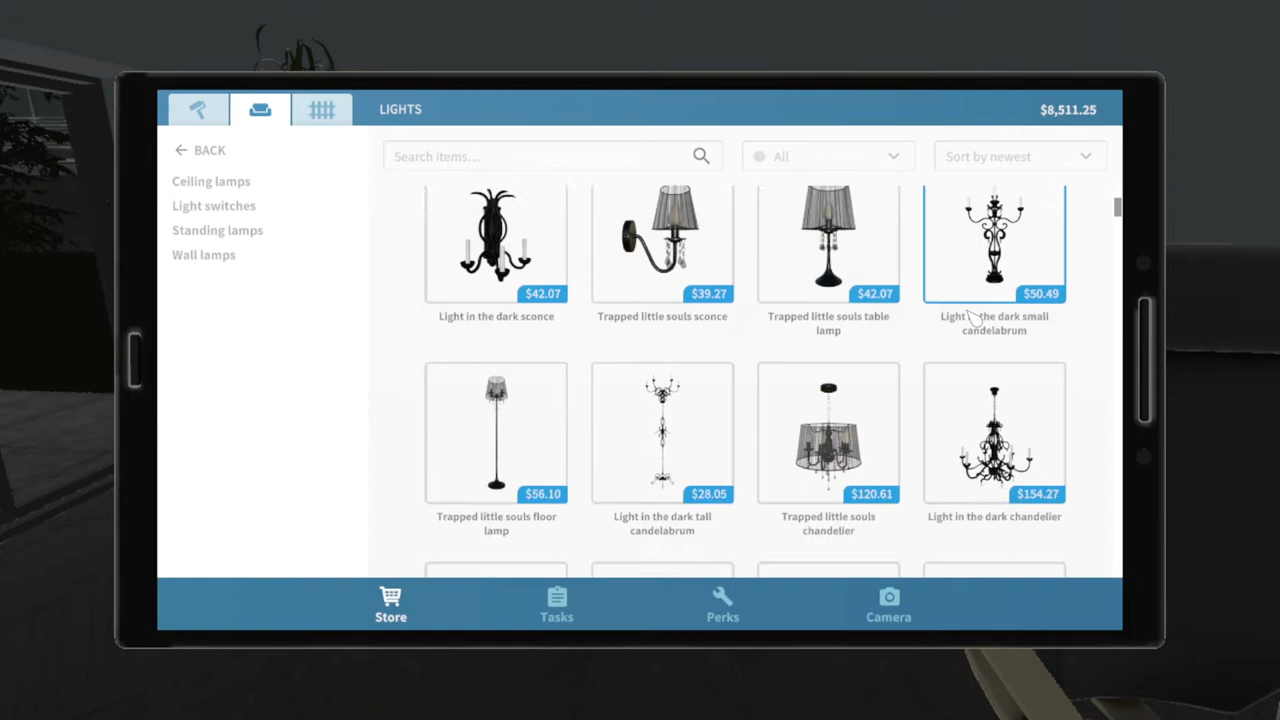 LIGHTS
$8,511.25
BACK
Search items...
All
Sort by newest
Ceiling lamps
Light switches
Standing lamps
Wall lamps
$42.07
$39.27
$42.07
$50.49
Light in the dark sconce
Trapped little souls sconce
Trapped little souls table
lamp
Light in the dark small
candelabrum
$56.10
$28.05
$120.61
$154.27
Trapped little souls floor
lamp
Light in the dark tall
candelabrum
Trapped little souls
chandelier
Light in the dark chandelier
Store
Tasks
Perks
Camera